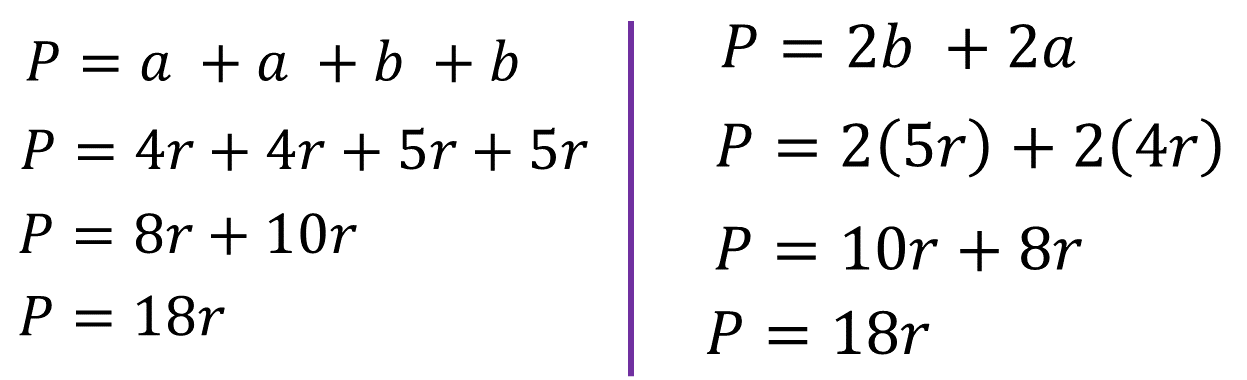 P = a + a + b + b
P = 4r + 4r + 5r + 5r
P = 8r + 10r
P = 18r
P = 2b + 2a
P = 2(5r) + 2(4r)
P = 10r + 8r
P = 18r